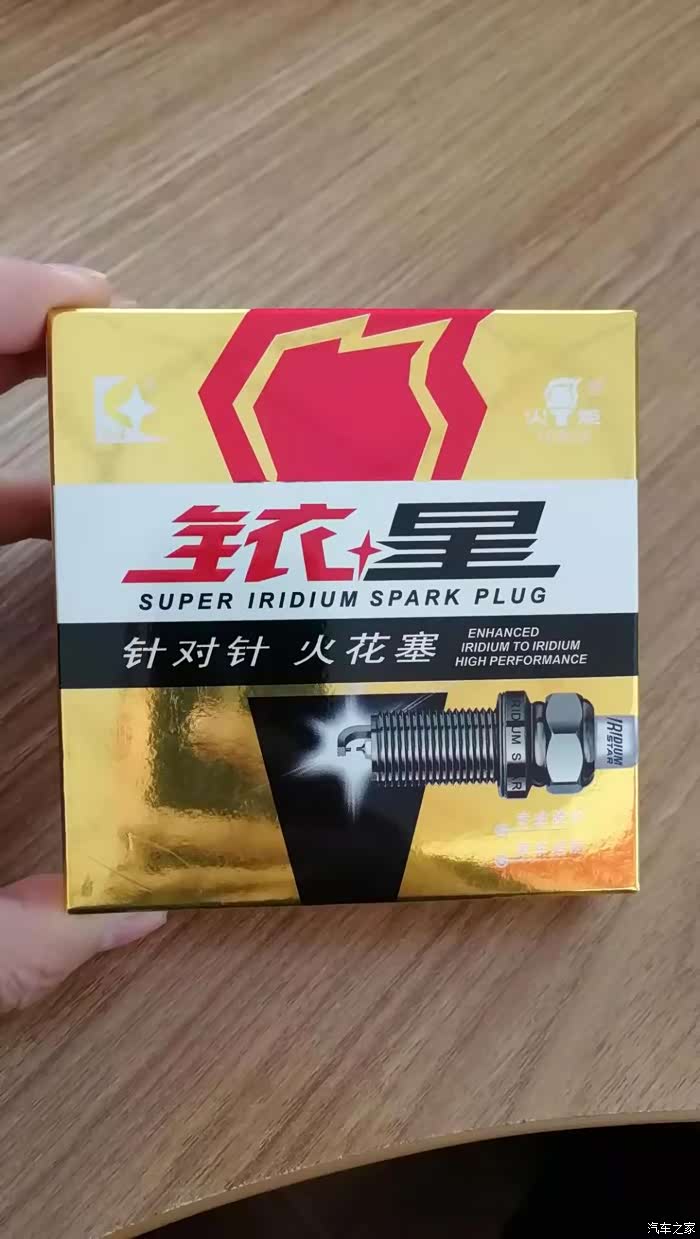 火炬
铱星
SUPER IRIDIUM SPARK PLUG
针对针 火花塞
ENHANCED
IRIDIUM TO IRIDIUM
HIGH PERFORMANCE
IRIDIUM
IRIDIUM
STAR
汽车之家